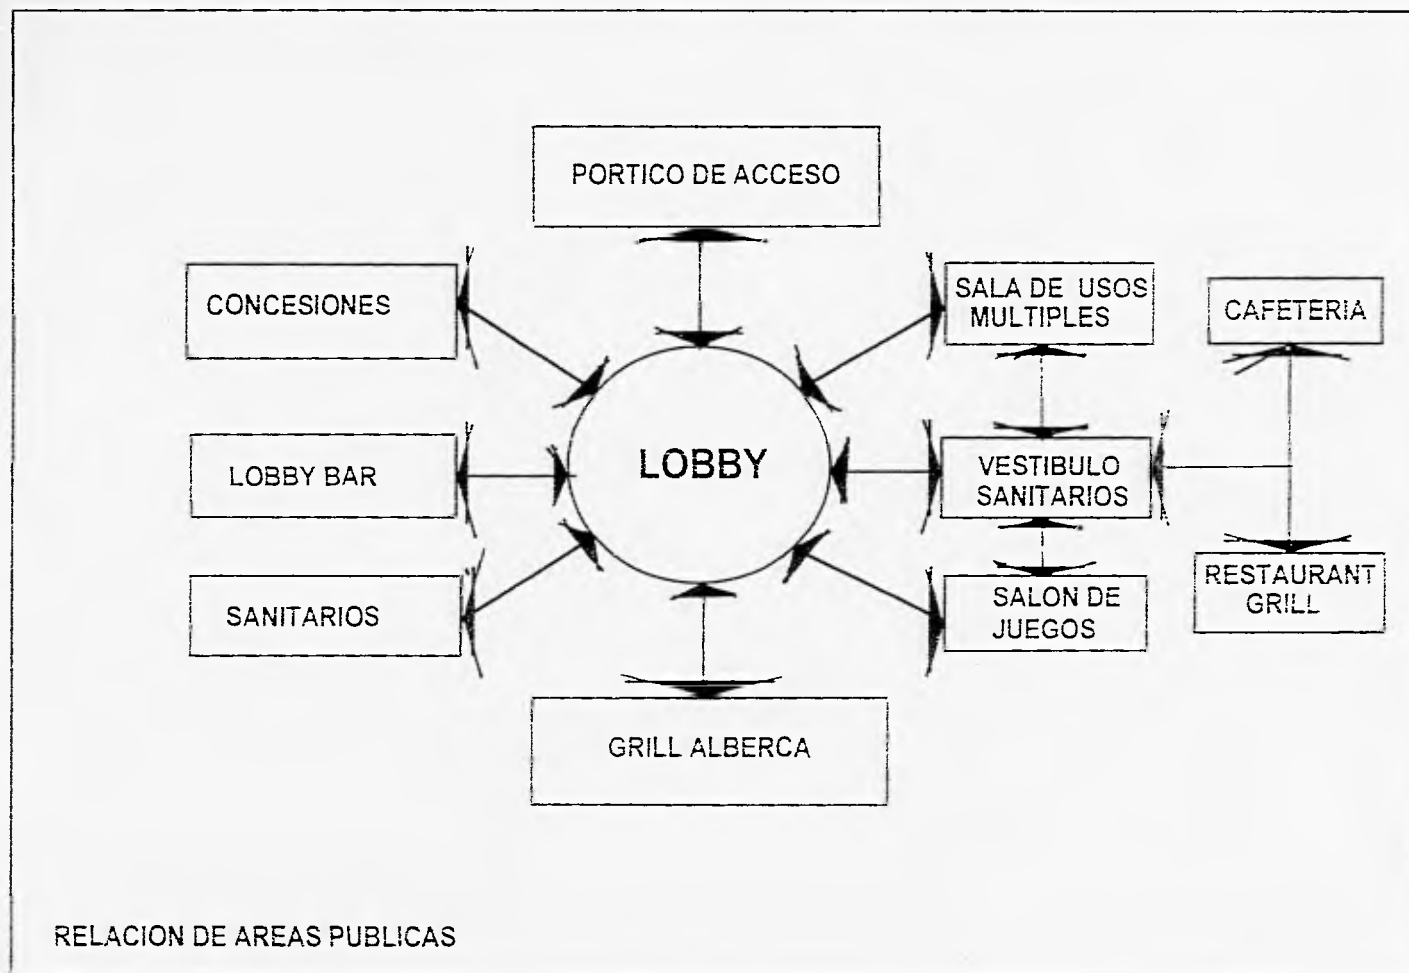 PORTICO DE ACCESO
CONCESIONES
SALA DE USOS
MULTIPLES
CAFETERIA
LOBBY BAR
LOBBY
VESTIBULO
SANITARIOS
SANITARIOS
SALON DE
JUEGOS
RESTAURANT
GRILL
GRILL ALBERCA
RELACION DE AREAS PUBLICAS